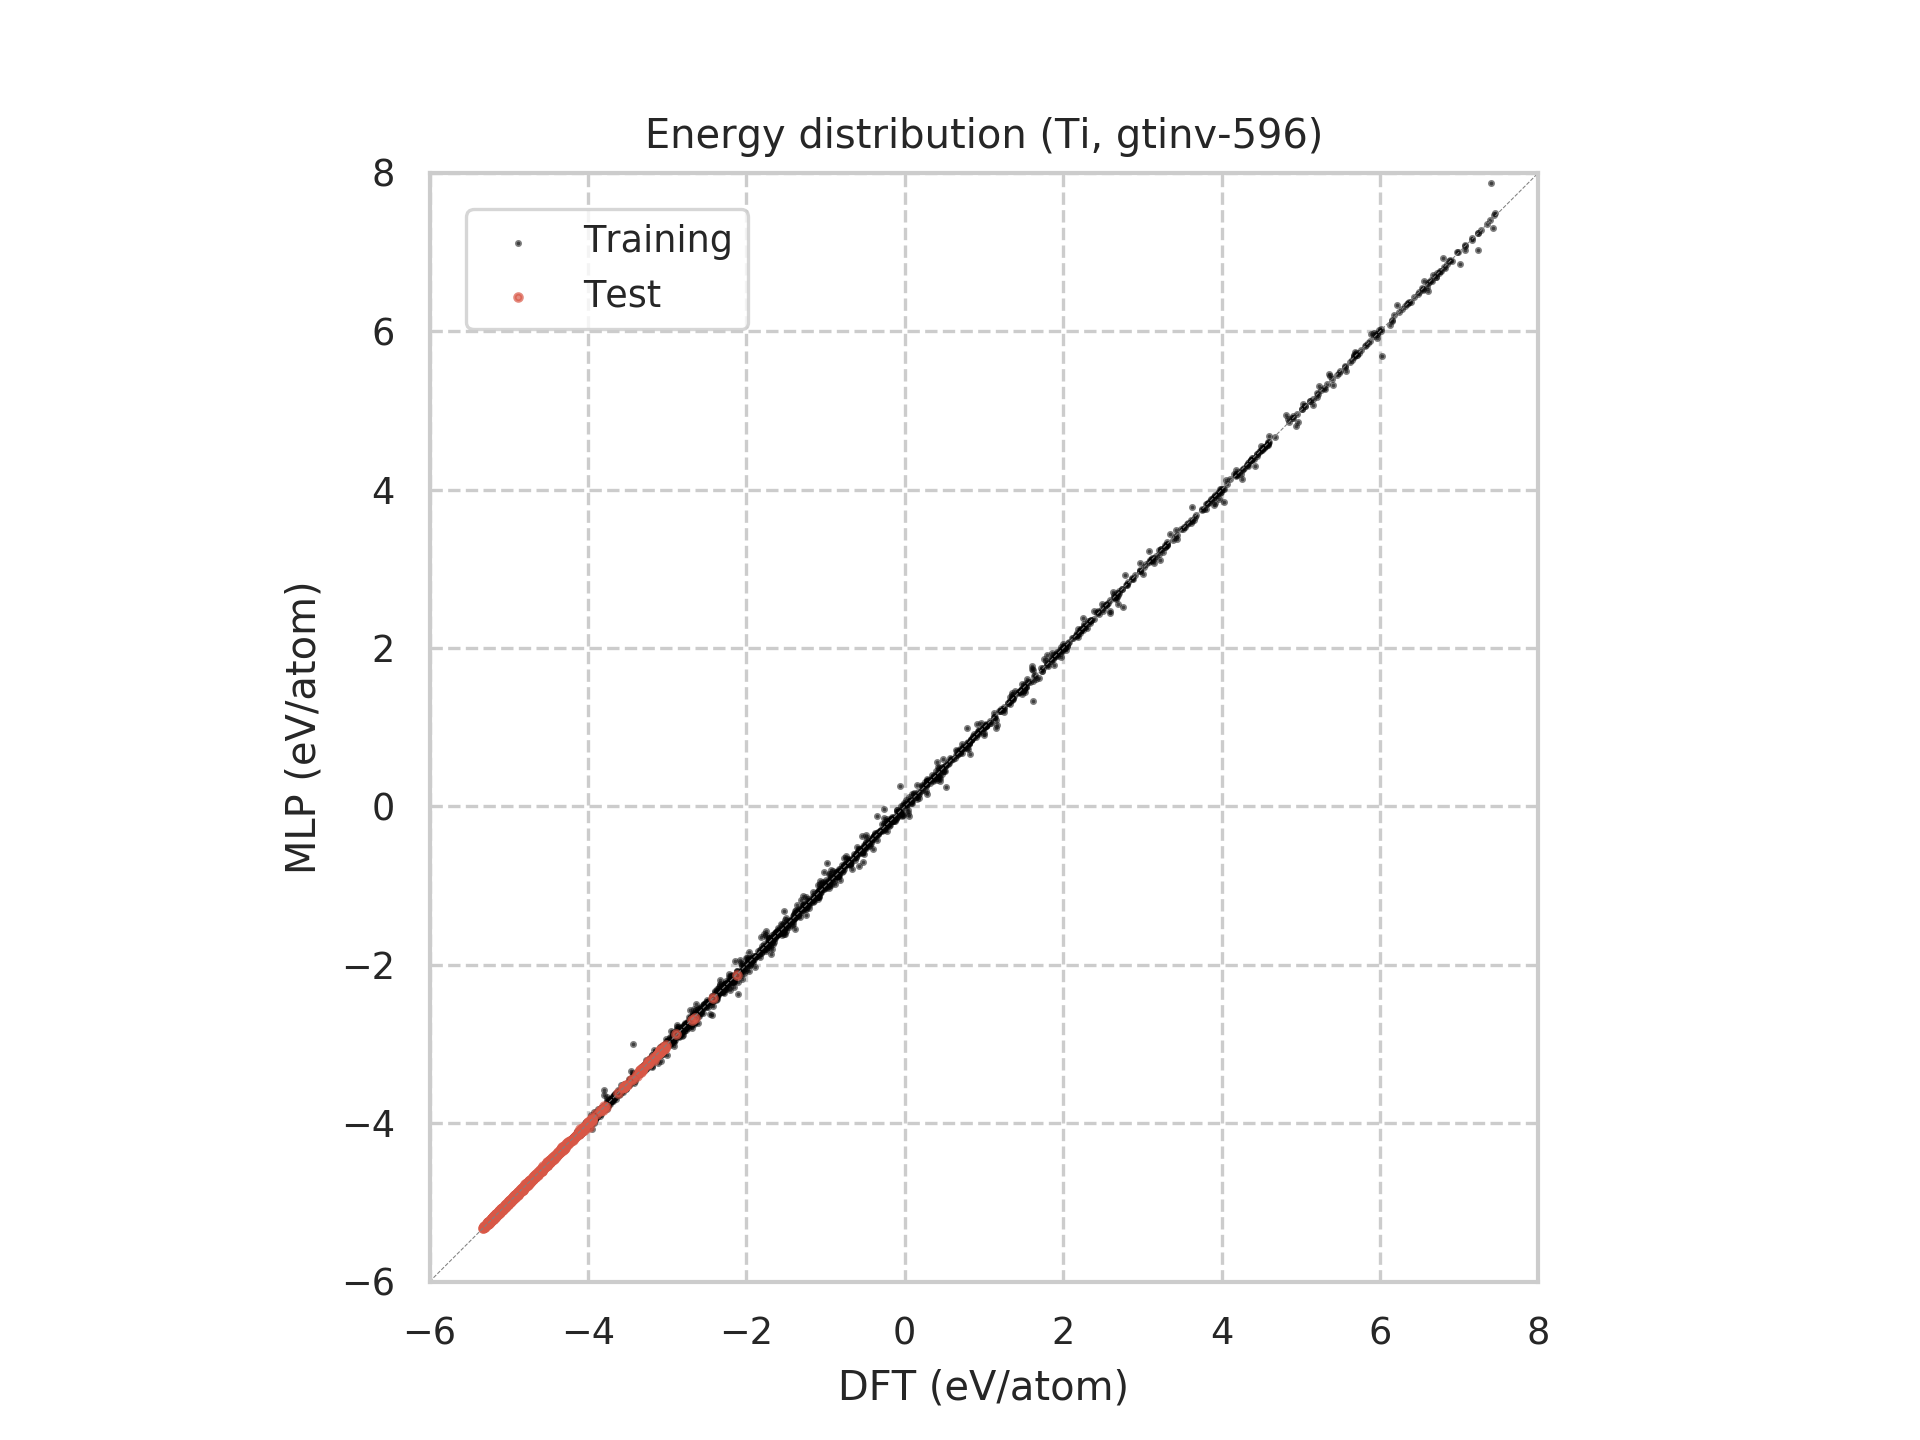 Energy distribution (Ti, gtinv-596)
Training
Test
8
6
4
2
0
−2
−4
−6
MLP (eV/atom)
−6 −4 −2 0 2 4 6 8
DFT (eV/atom)